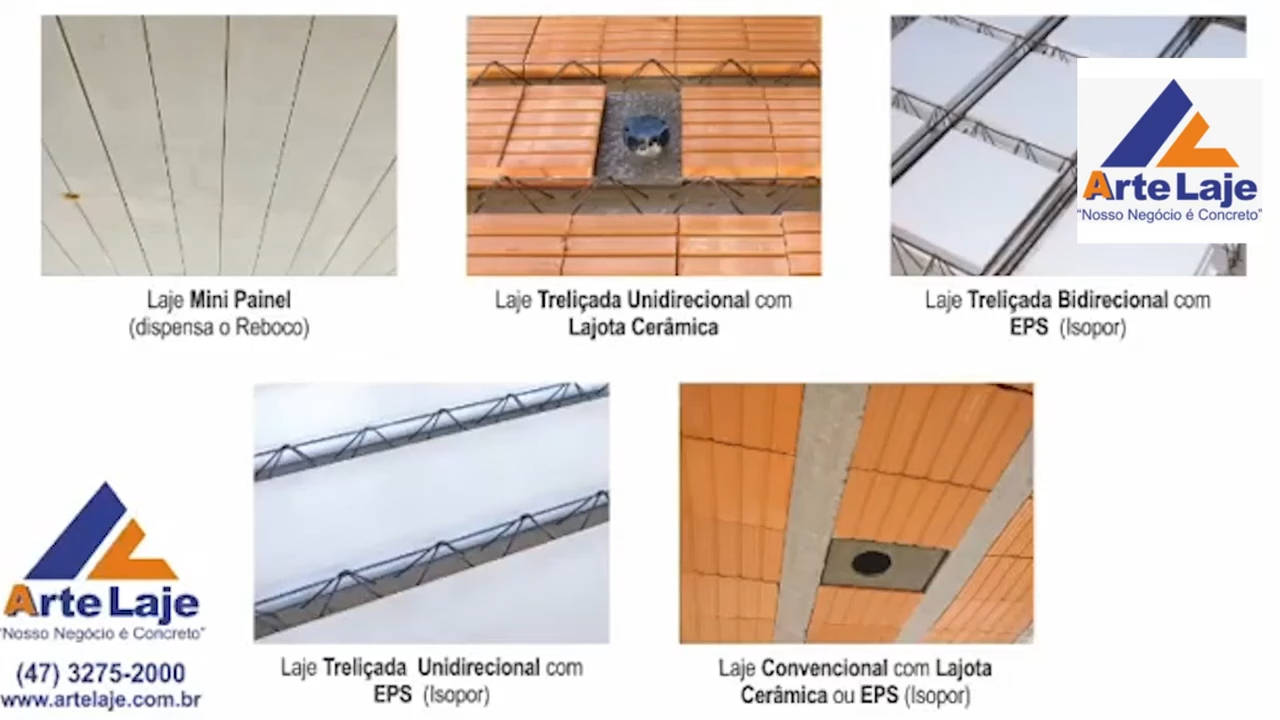 Arte Laje
"Nosso Negócio é Concreto"
Laje Mini Painel
(dispensa o Reboco)
Laje Treliçada Unidirecional com
Lajota Cerâmica
Laje Treliçada Bidirecional com
EPS (Isopor)
Arte Laje
"Nosso Negócio é Concreto"
(47) 3275-2000
www.artelaje.com.br
Laje Treliçada Unidirecional com
EPS (Isopor)
Laje Convencional com Lajota
Cerâmica ou EPS (Isopor)